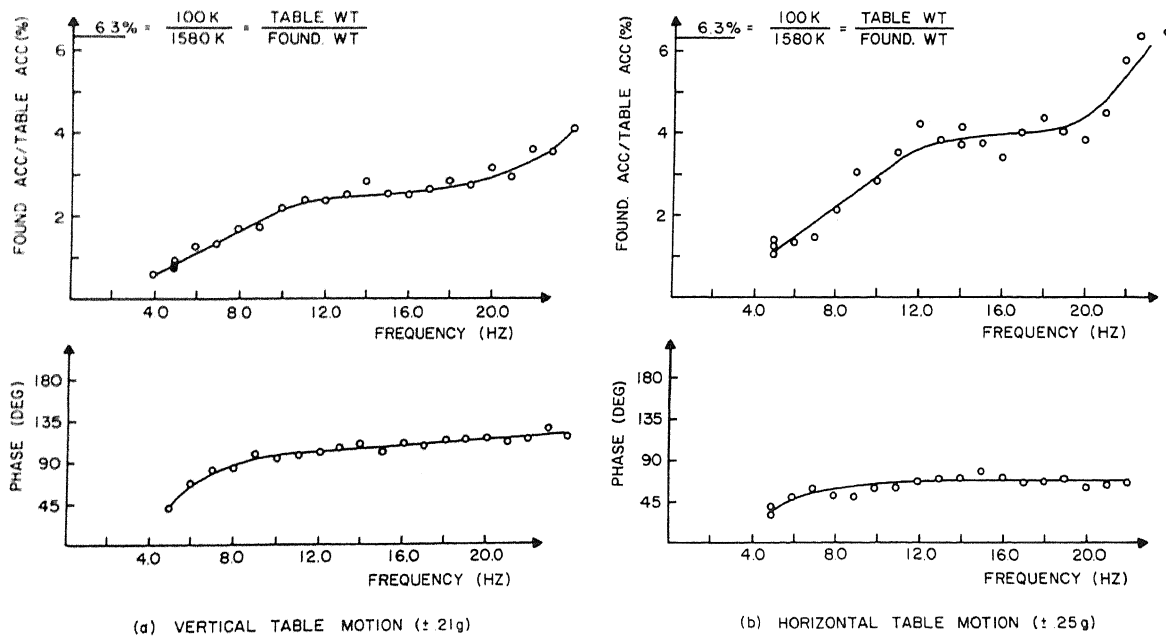 6.3% = 100 K / 1580 K = TABLE WT / FOUND. WT
FOUND. ACC/TABLE ACC (%)
6
4
2
4.0 8.0 12.0 16.0 20.0
FREQUENCY (HZ)
PHASE (DEG)
180
135
90
45
4.0 8.0 12.0 16.0 20.0
FREQUENCY (HZ)
(a) VERTICAL TABLE MOTION (± .21g)
6.3% = 100 K / 1580 K = TABLE WT / FOUND. WT
FOUND. ACC/TABLE ACC (%)
6
4
2
4.0 8.0 12.0 16.0 20.0
FREQUENCY (HZ)
PHASE (DEG)
180
135
90
45
4.0 8.0 12.0 16.0 20.0
FREQUENCY (HZ)
(b) HORIZONTAL TABLE MOTION (± .25g)